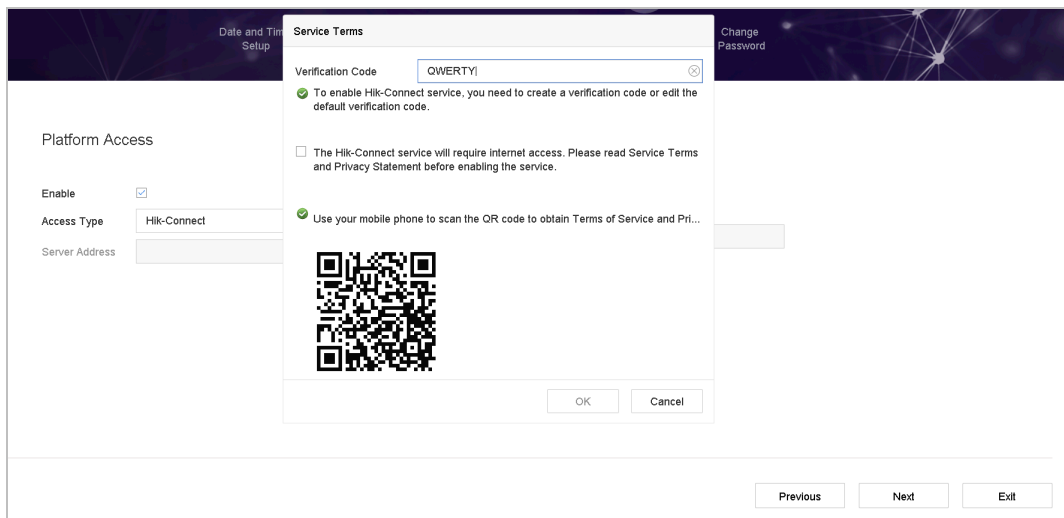 Date and Tim
Setup
Change
Password
Service Terms
Verification Code QWERTY
To enable Hik-Connect service, you need to create a verification code or edit the
default verification code.
Platform Access
The Hik-Connect service will require internet access. Please read Service Terms
and Privacy Statement before enabling the service.
Enable
Access Type Hik-Connect
Use your mobile phone to scan the QR code to obtain Terms of Service and Pri...
Server Address
OK Cancel
Previous Next Exit